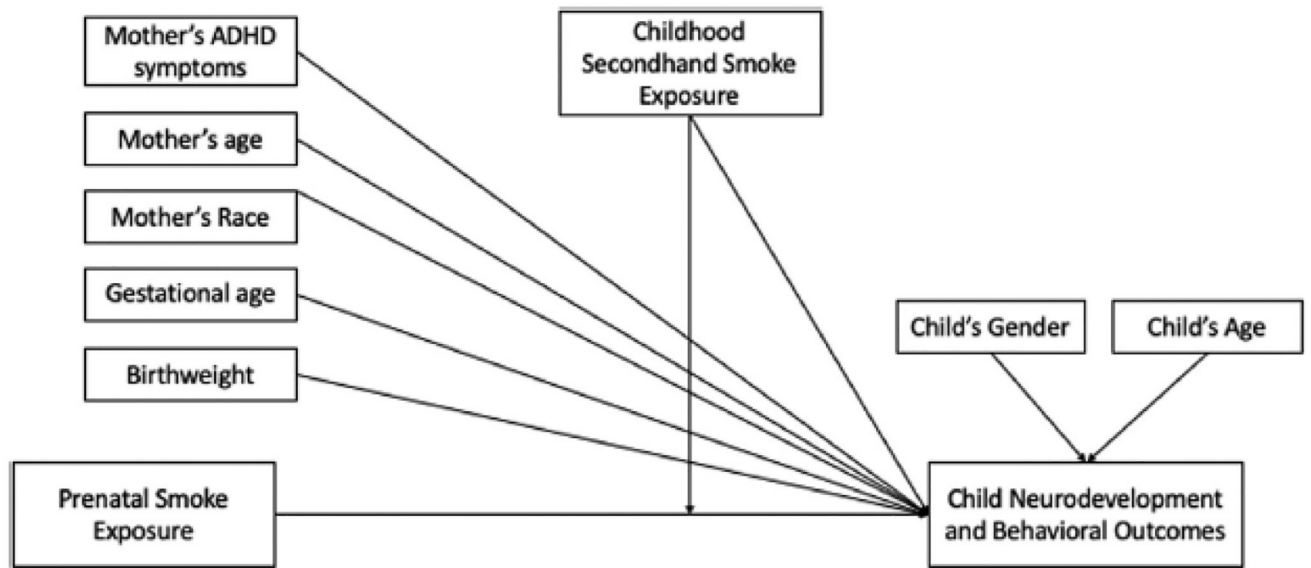 Mother’s ADHD
symptoms
Mother’s age
Mother’s Race
Gestational age
Birthweight
Prenatal Smoke
Exposure
Childhood
Secondhand Smoke
Exposure
Child’s Gender
Child’s Age
Child Neurodevelopment
and Behavioral Outcomes